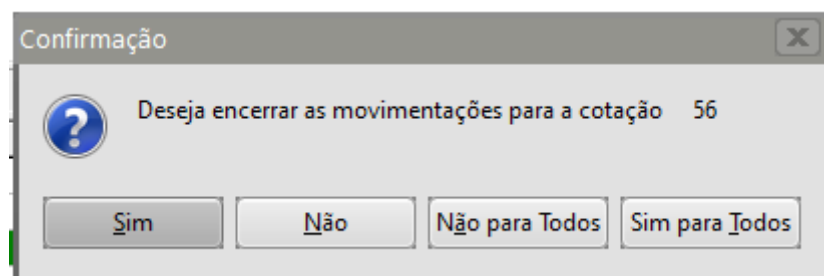 Confirmação
Deseja encerrar as movimentações para a cotação 56
Sim
Não
Não para Todos
Sim para Todos